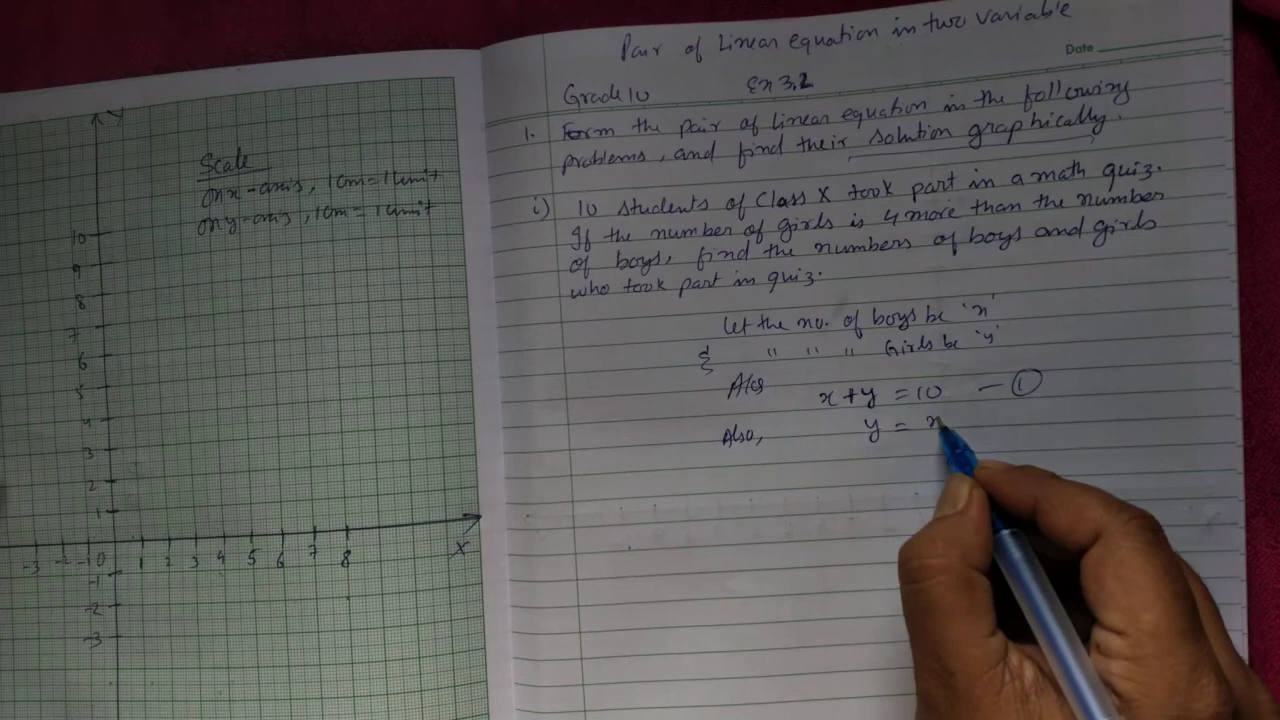 Y
Scale
on x-axis, 1cm=1unit
on y-axis, 1cm=1unit
10
9
8
7
6
5
4
3
2
1
-3 -2 -1 0 1 2 3 4 5 6 7 8 X
-1
-2
-3
Pair of Linear equation in two variable
Date
Grade 10 Ex 3.2
1. Form the pair of linear equation in the following
problems, and find their solution graphically.
i) 10 students of Class X took part in a math quiz.
If the number of girls is 4 more than the number
of boys, find the numbers of boys and girls
who took part in quiz.
Let the no. of boys be 'x'
& " " " Girls be 'y'
x+y = 10 - ①
Also, y = x